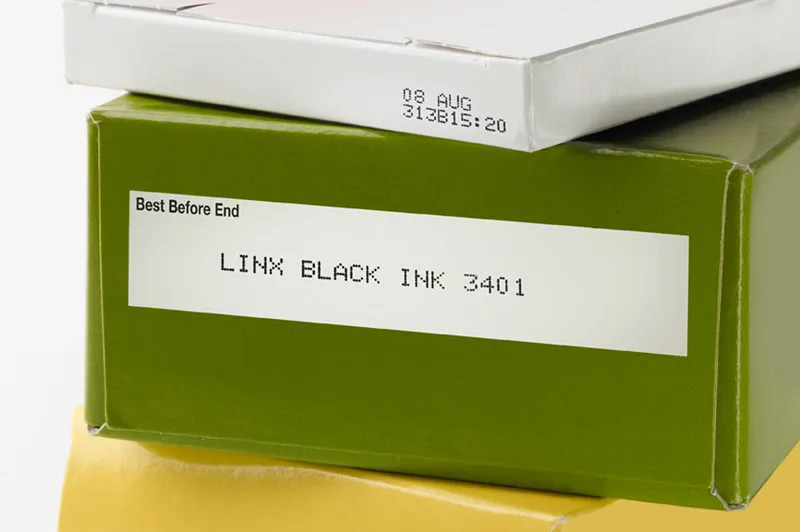 08 AUG
313B15:20
Best Before End
LINX BLACK INK 3401